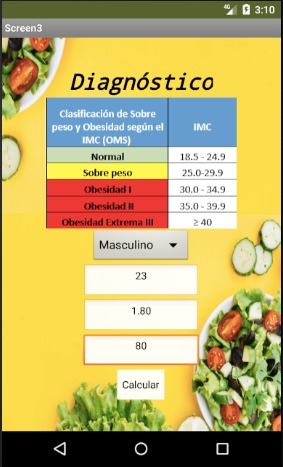 4G 3:10
Screen3
Diagnóstico
Clasificación de Sobre
peso y Obesidad según el
IMC (OMS)
IMC
Normal 18.5 - 24.9
Sobre peso 25.0-29.9
Obesidad I 30.0 - 34.9
Obesidad II 35.0 - 39.9
Obesidad Extrema III ≥ 40
Masculino
23
1.80
80
Calcular